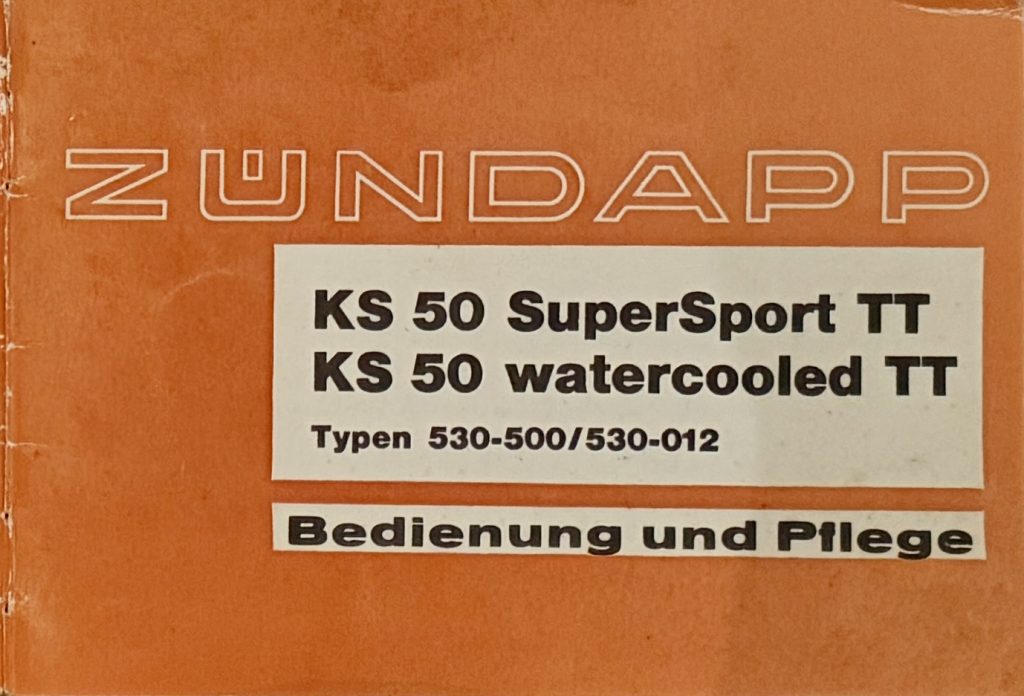 ZÜNDAPP
KS 50 SuperSport TT
KS 50 watercooled TT
Typen 530-500/530-012
Bedienung und Pflege